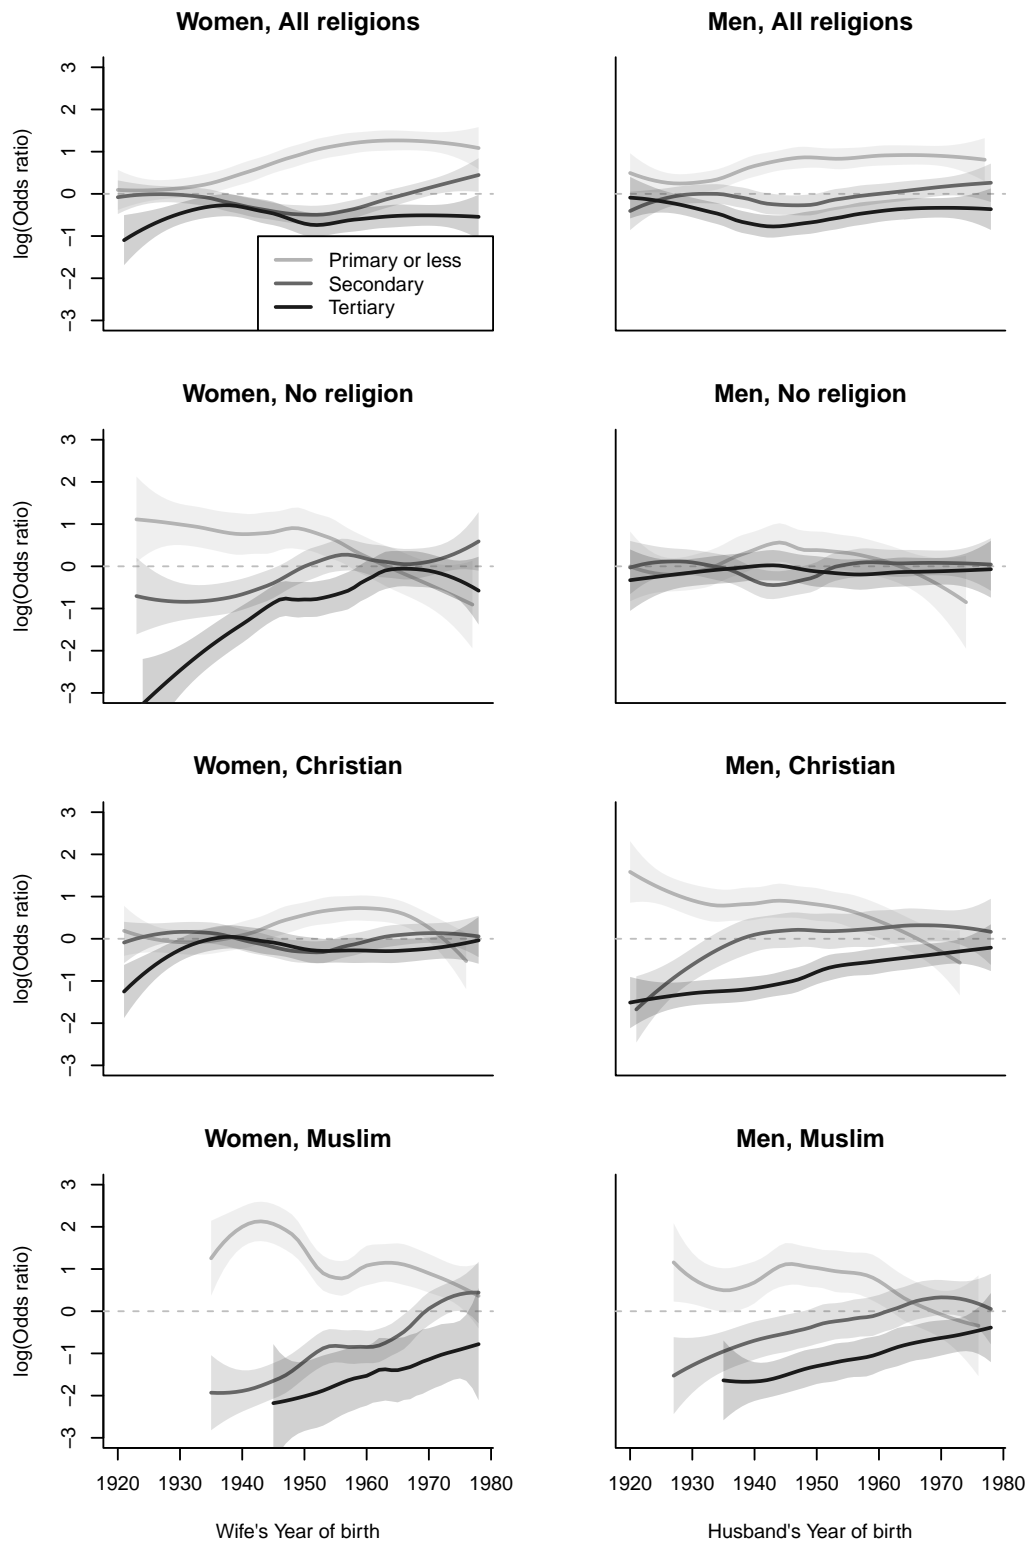 Women, All religions
Men, All religions
log(Odds ratio)
3
2
1
0
−1
−2
−3
Primary or less
Secondary
Tertiary
Women, No religion
Men, No religion
log(Odds ratio)
3
2
1
0
−1
−2
−3
Women, Christian
Men, Christian
log(Odds ratio)
3
2
1
0
−1
−2
−3
Women, Muslim
Men, Muslim
log(Odds ratio)
3
2
1
0
−1
−2
−3
1920 1930 1940 1950 1960 1970 1980
1920 1930 1940 1950 1960 1970 1980
Wife's Year of birth
Husband's Year of birth